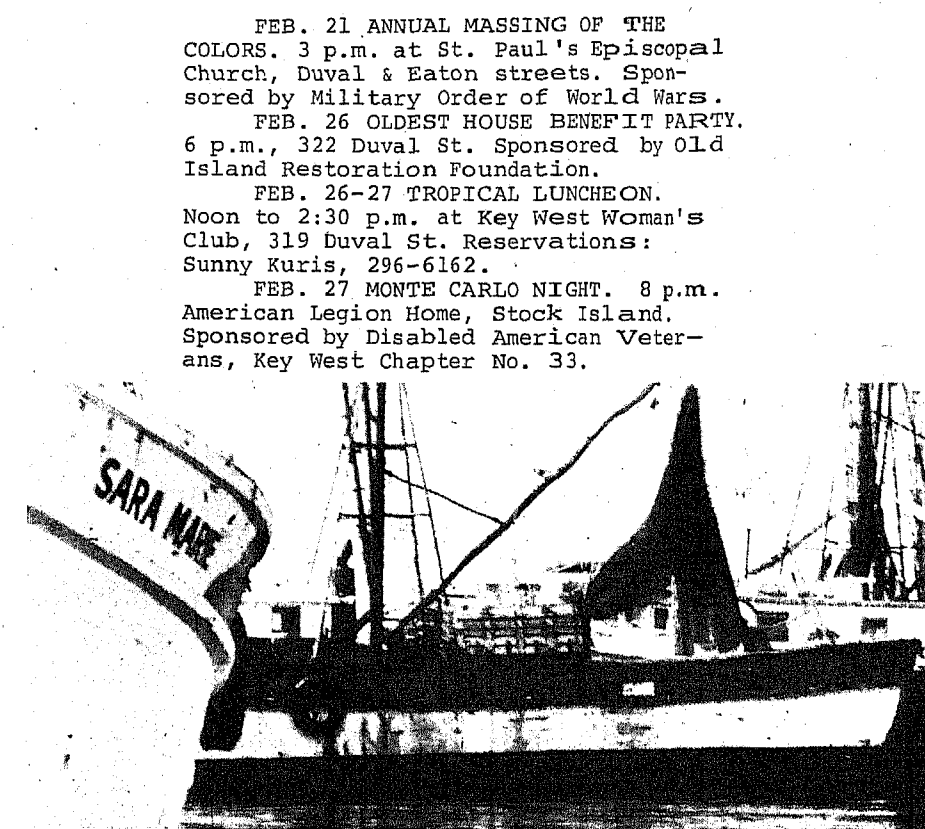 FEB. 21 ANNUAL MASSING OF THE
COLORS. 3 p.m. at St. Paul's Episcopal
Church, Duval & Eaton streets. Spon-
sored by Military Order of World Wars.
FEB. 26 OLDEST HOUSE BENEFIT PARTY.
6 p.m., 322 Duval St. Sponsored by Old
Island Restoration Foundation.
FEB. 26-27 TROPICAL LUNCHEON.
Noon to 2:30 p.m. at Key West Woman's
Club, 319 Duval St. Reservations:
Sunny Kuris, 296-6162.
FEB. 27 MONTE CARLO NIGHT. 8 p.m.
American Legion Home, Stock Island.
Sponsored by Disabled American Veter-
ans, Key West Chapter No. 33.
SARA MARE